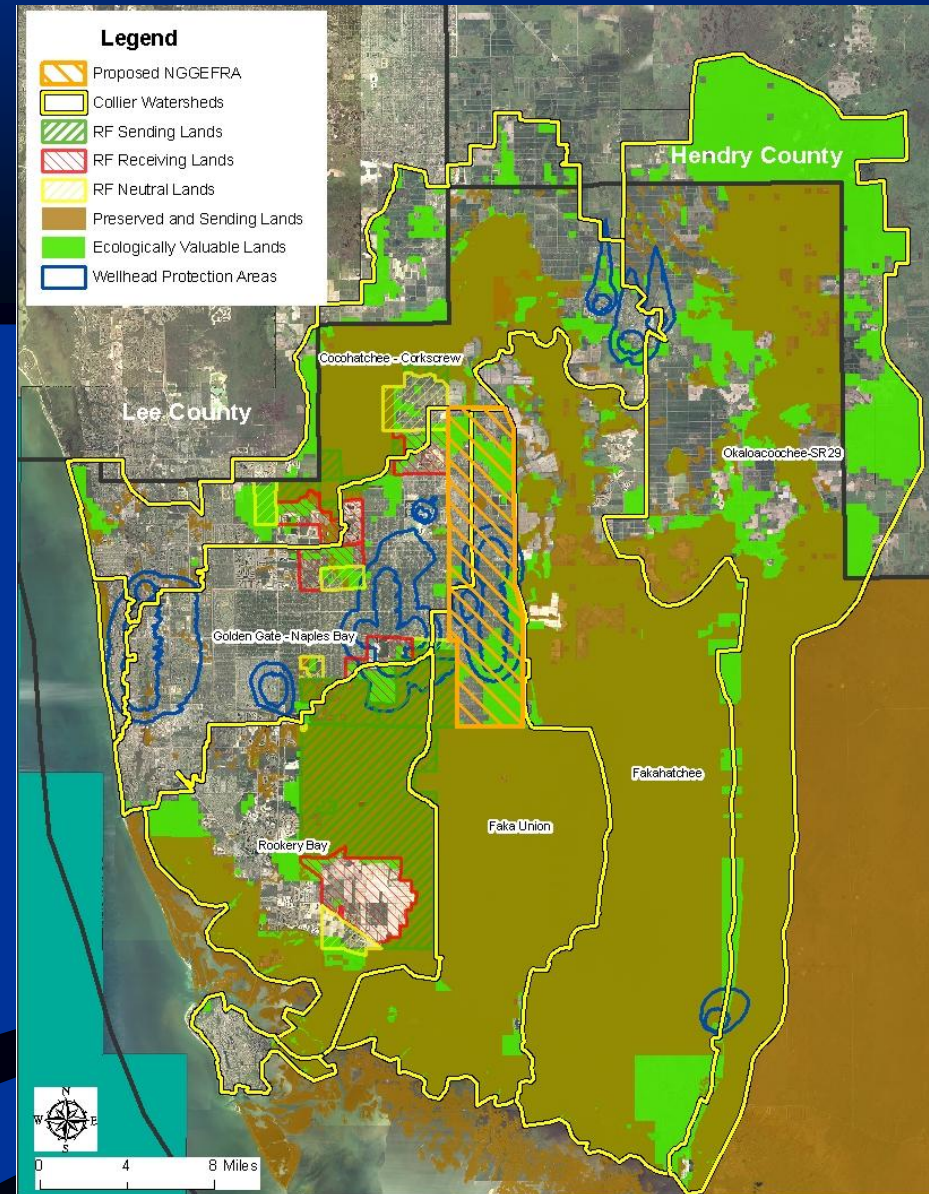 Legend
Proposed NGGEFRA
Collier Watersheds
RF Sending Lands
RF Receiving Lands
RF Neutral Lands
Preserved and Sending Lands
Ecologically Valuable Lands
Wellhead Protection Areas
Hendry County
Cocohatchee - Corkscrew
Lee County
Okaloacoochee-SR29
Golden Gate - Naples Bay
Fakahatchee
Faka Union
Rookery Bay
N
W E
S
0 4 8 Miles